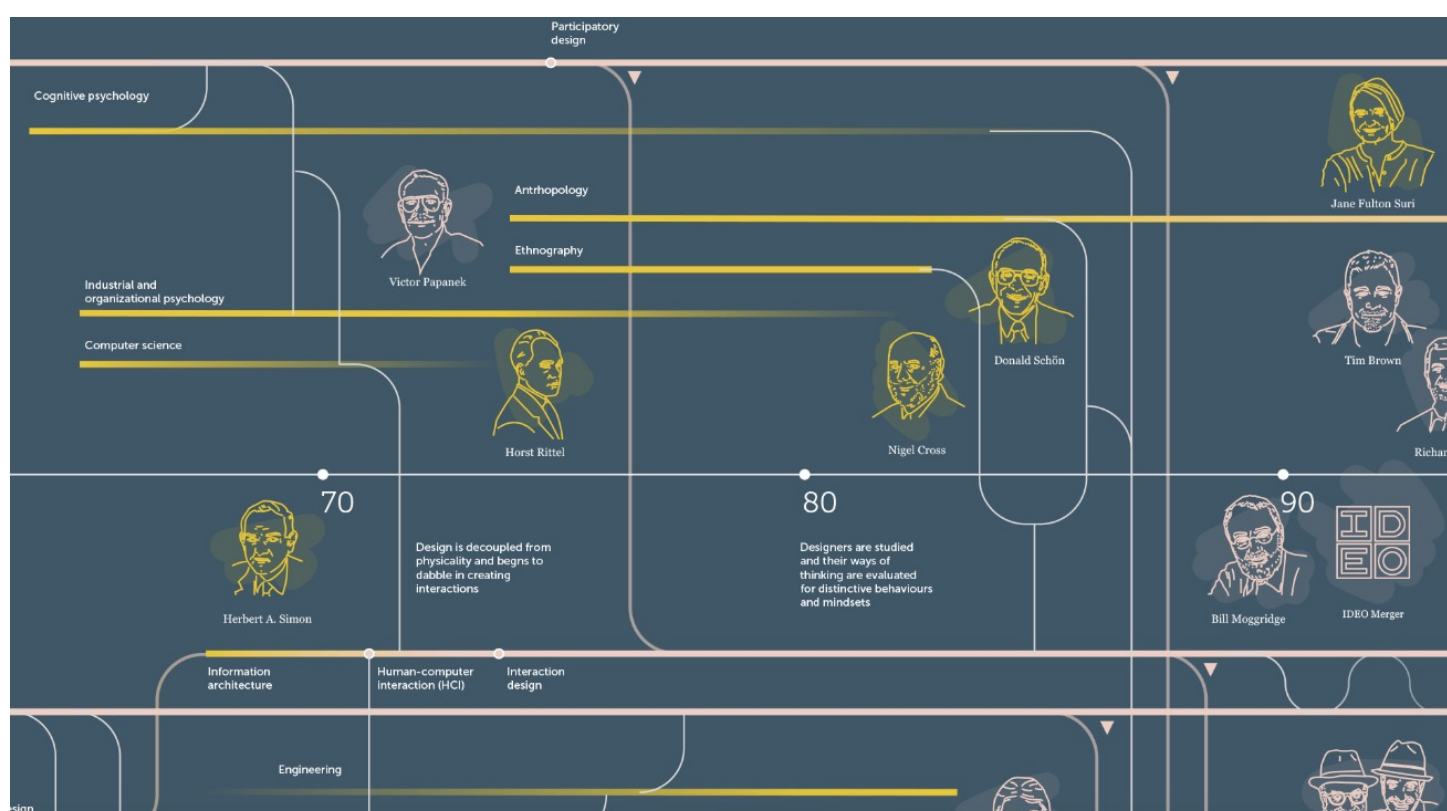 Participatory
design
Cognitive psychology
Jane Fulton Suri
Antrhopology
Ethnography
Victor Papanek
Industrial and
organizational psychology
Computer science
Donald Schön
Tim Brown
Horst Rittel
Nigel Cross
Richar
70
80
90
Design is decoupled from
physicality and begns to
dabble in creating
interactions
Designers are studied
and their ways of
thinking are evaluated
for distinctive behaviours
and mindsets
ID
EO
Herbert A. Simon
Bill Moggridge
IDEO Merger
Information
architecture
Human-computer
interaction (HCI)
Interaction
design
Engineering